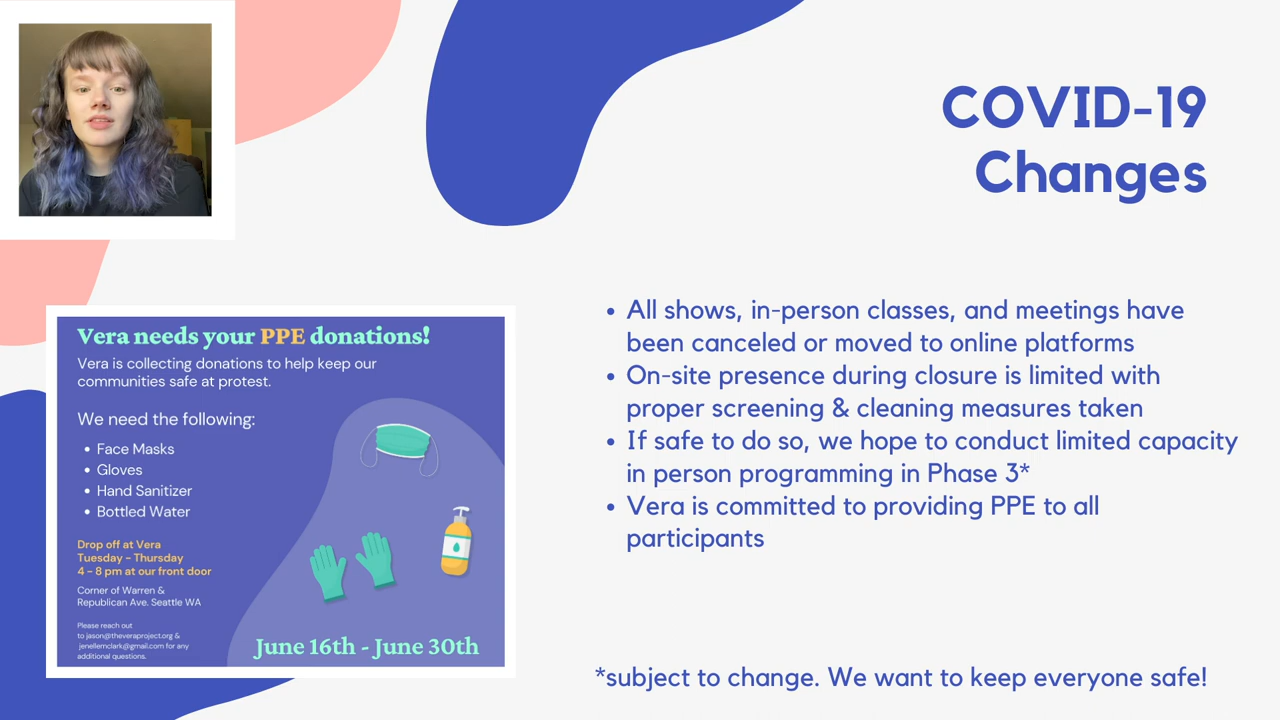 COVID-19
Changes
Vera needs your PPE donations!
Vera is collecting donations to help keep our
communities safe at protest.
We need the following:
• Face Masks
• Gloves
• Hand Sanitizer
• Bottled Water
Drop off at Vera
Tuesday - Thursday
4 - 8 pm at our front door
Corner of Warren &
Republican Ave. Seattle WA
Please reach out
to jason@theveraproject.org &
jenellemclark@gmail.com for any
additional questions.
June 16th - June 30th
• All shows, in-person classes, and meetings have
been canceled or moved to online platforms
• On-site presence during closure is limited with
proper screening & cleaning measures taken
• If safe to do so, we hope to conduct limited capacity
in person programming in Phase 3*
• Vera is committed to providing PPE to all
participants
*subject to change. We want to keep everyone safe!